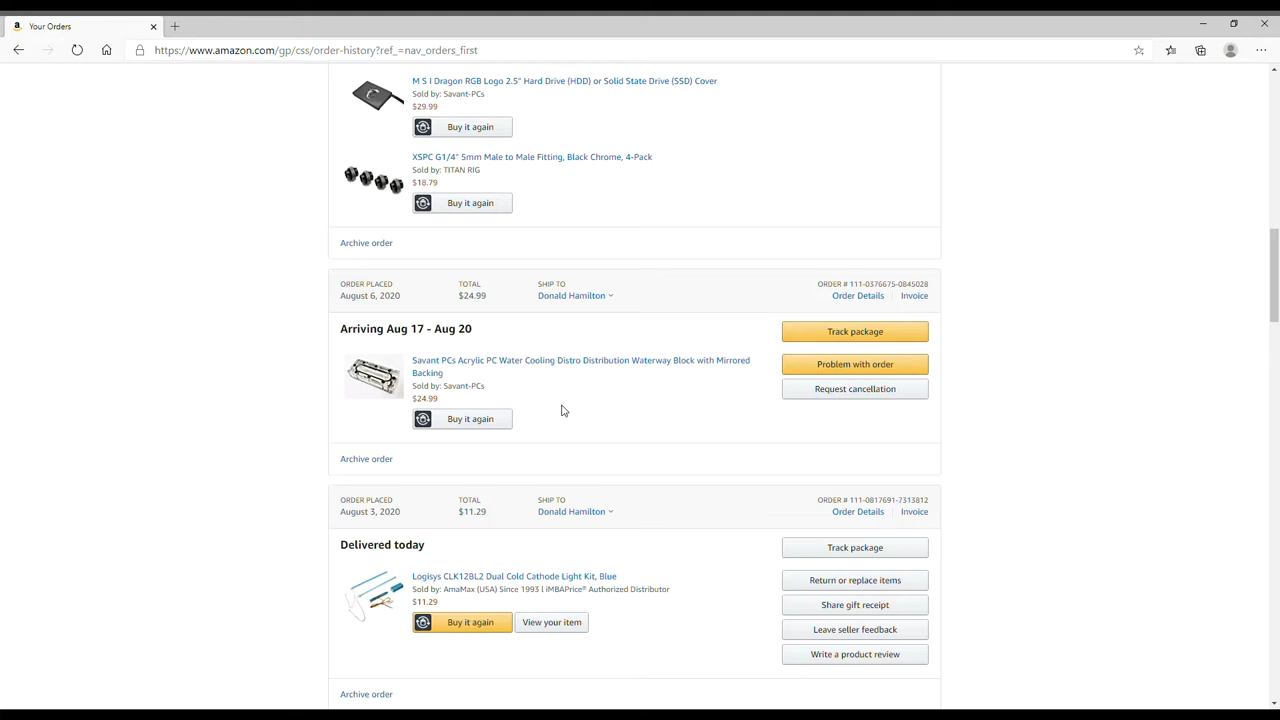 Your Orders
https://www.amazon.com/gp/css/order-history?ref_=nav_orders_first
M S I Dragon RGB Logo 2.5" Hard Drive (HDD) or Solid State Drive (SSD) Cover
Sold by: Savant-PCs
$29.99
Buy it again
XSPC G1/4" 5mm Male to Male Fitting, Black Chrome, 4-Pack
Sold by: TITAN RIG
$18.79
Buy it again
Archive order
ORDER PLACED TOTAL SHIP TO ORDER # 111-0376675-0845028
August 6, 2020 $24.99 Donald Hamilton Order Details Invoice
Arriving Aug 17 - Aug 20
Track package
Savant PCs Acrylic PC Water Cooling Distro Distribution Waterway Block with Mirrored
Backing
Sold by: Savant-PCs
$24.99
Buy it again
Problem with order
Request cancellation
Archive order
ORDER PLACED TOTAL SHIP TO ORDER # 111-0817691-7313812
August 3, 2020 $11.29 Donald Hamilton Order Details Invoice
Delivered today
Track package
Logisys CLK12BL2 Dual Cold Cathode Light Kit, Blue
Sold by: AmaMax (USA) Since 1993 l iMBAPrice® Authorized Distributor
$11.29
Buy it again View your item
Return or replace items
Share gift receipt
Leave seller feedback
Write a product review
Archive order